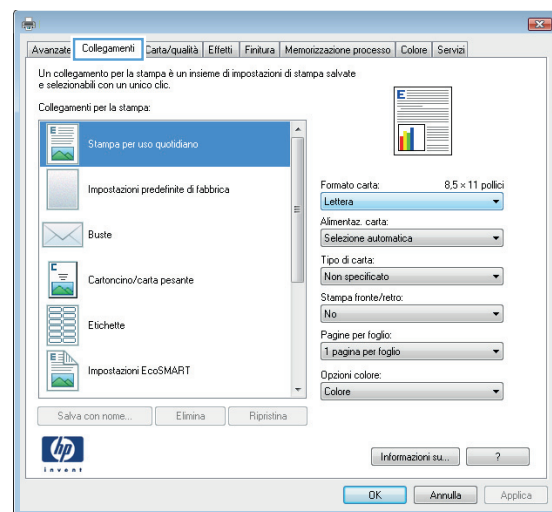 Avanzate Collegamenti Carta/qualità Effetti Finitura Memorizzazione processo Colore Servizi
Un collegamento per la stampa è un insieme di impostazioni di stampa salvate
e selezionabili con un unico clic.
Collegamenti per la stampa:
Stampa per uso quotidiano
Impostazioni predefinite di fabbrica
Buste
Cartoncino/carta pesante
Etichette
Impostazioni EcoSMART
Salva con nome... Elimina Ripristina
E
Formato carta: 8,5 × 11 pollici
Lettera
Alimentaz. carta:
Selezione automatica
Tipo di carta:
Non specificato
Stampa fronte/retro:
No
Pagine per foglio:
1 pagina per foglio
Opzioni colore:
Colore
hp
invent
Informazioni su... ?
OK Annulla Applica